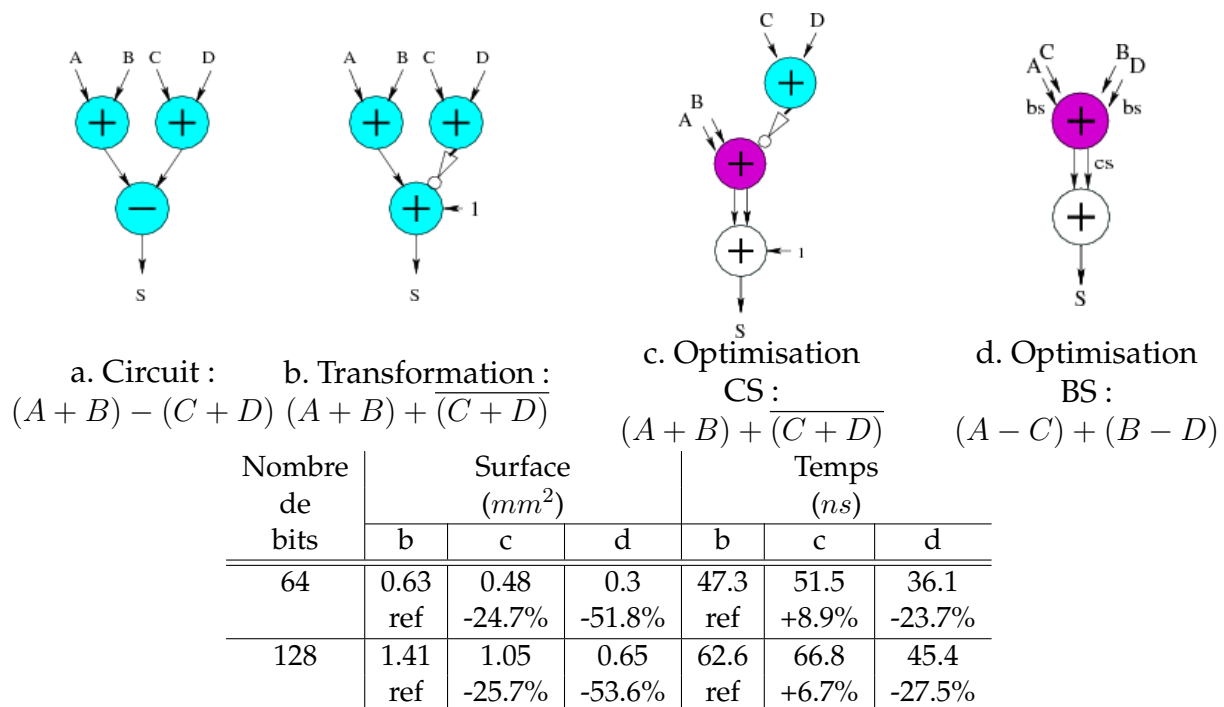 A B C D
+ +
−
S
A B C D
+ +
+ 1
S
C D
+
B
A
+
+ 1
S
C B
A D
bs bs
+
cs
+
S
a. Circuit :
(A + B) − (C + D)
b. Transformation :
(A + B) + \overline{(C + D)}
c. Optimisation
CS :
(A + B) + \overline{(C + D)}
d. Optimisation
BS :
(A − C) + (B − D)
Nombre Surface Temps
de (mm²) (ns)
bits b c d b c d
64 0.63 0.48 0.3 47.3 51.5 36.1
ref -24.7% -51.8% ref +8.9% -23.7%
128 1.41 1.05 0.65 62.6 66.8 45.4
ref -25.7% -53.6% ref +6.7% -27.5%